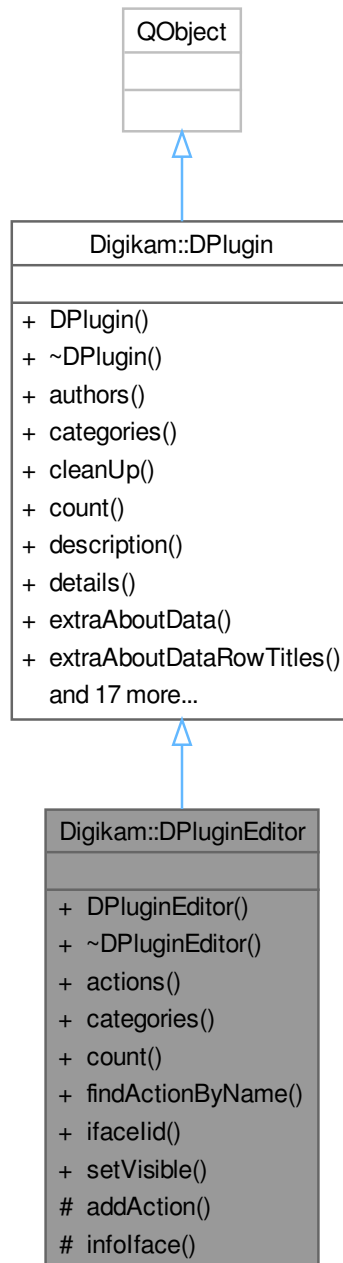 QObject
Digikam::DPlugin
+ DPlugin()
+ ~DPlugin()
+ authors()
+ categories()
+ cleanUp()
+ count()
+ description()
+ details()
+ extraAboutData()
+ extraAboutDataRowTitles()
and 17 more...
Digikam::DPluginEditor
+ DPluginEditor()
+ ~DPluginEditor()
+ actions()
+ categories()
+ count()
+ findActionByName()
+ ifaceIid()
+ setVisible()
# addAction()
# infoIface()